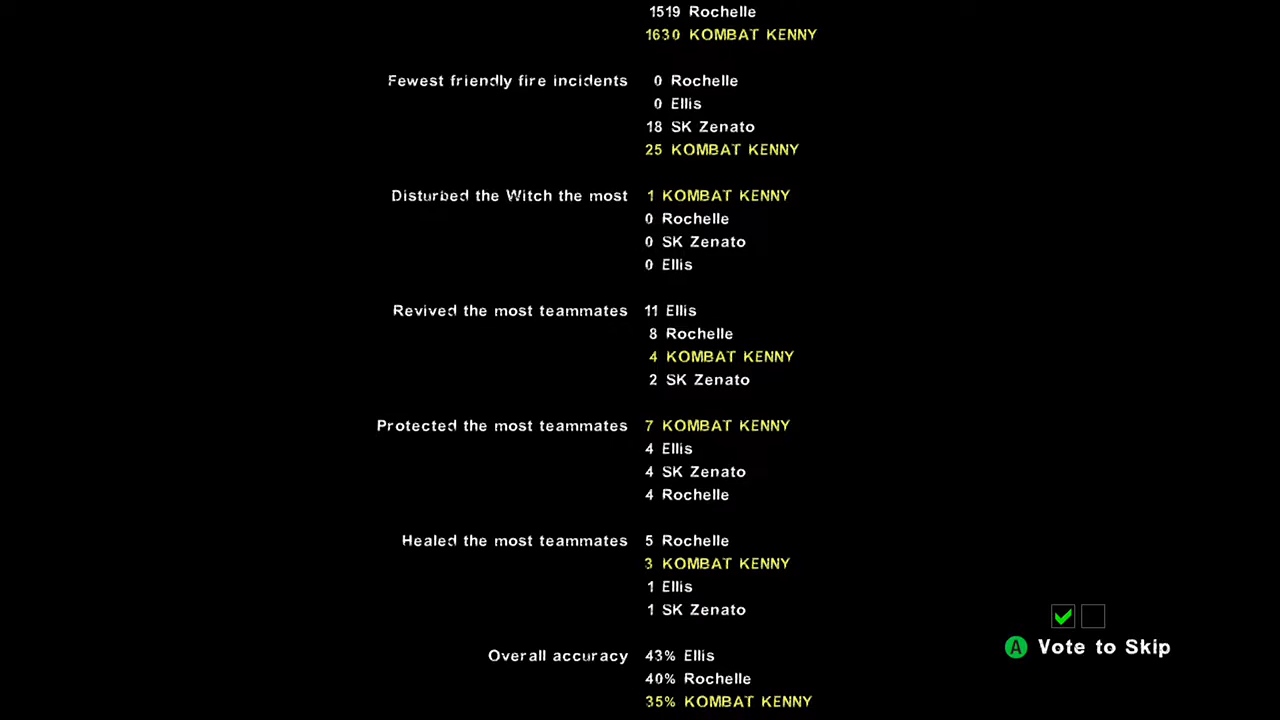 1519 Rochelle
1630 KOMBAT KENNY
Fewest friendly fire incidents 0 Rochelle
0 Ellis
18 SK Zenato
25 KOMBAT KENNY
Disturbed the Witch the most 1 KOMBAT KENNY
0 Rochelle
0 SK Zenato
0 Ellis
Revived the most teammates 11 Ellis
8 Rochelle
4 KOMBAT KENNY
2 SK Zenato
Protected the most teammates 7 KOMBAT KENNY
4 Ellis
4 SK Zenato
4 Rochelle
Healed the most teammates 5 Rochelle
3 KOMBAT KENNY
1 Ellis
1 SK Zenato
Overall accuracy 43% Ellis
40% Rochelle
35% KOMBAT KENNY
A Vote to Skip